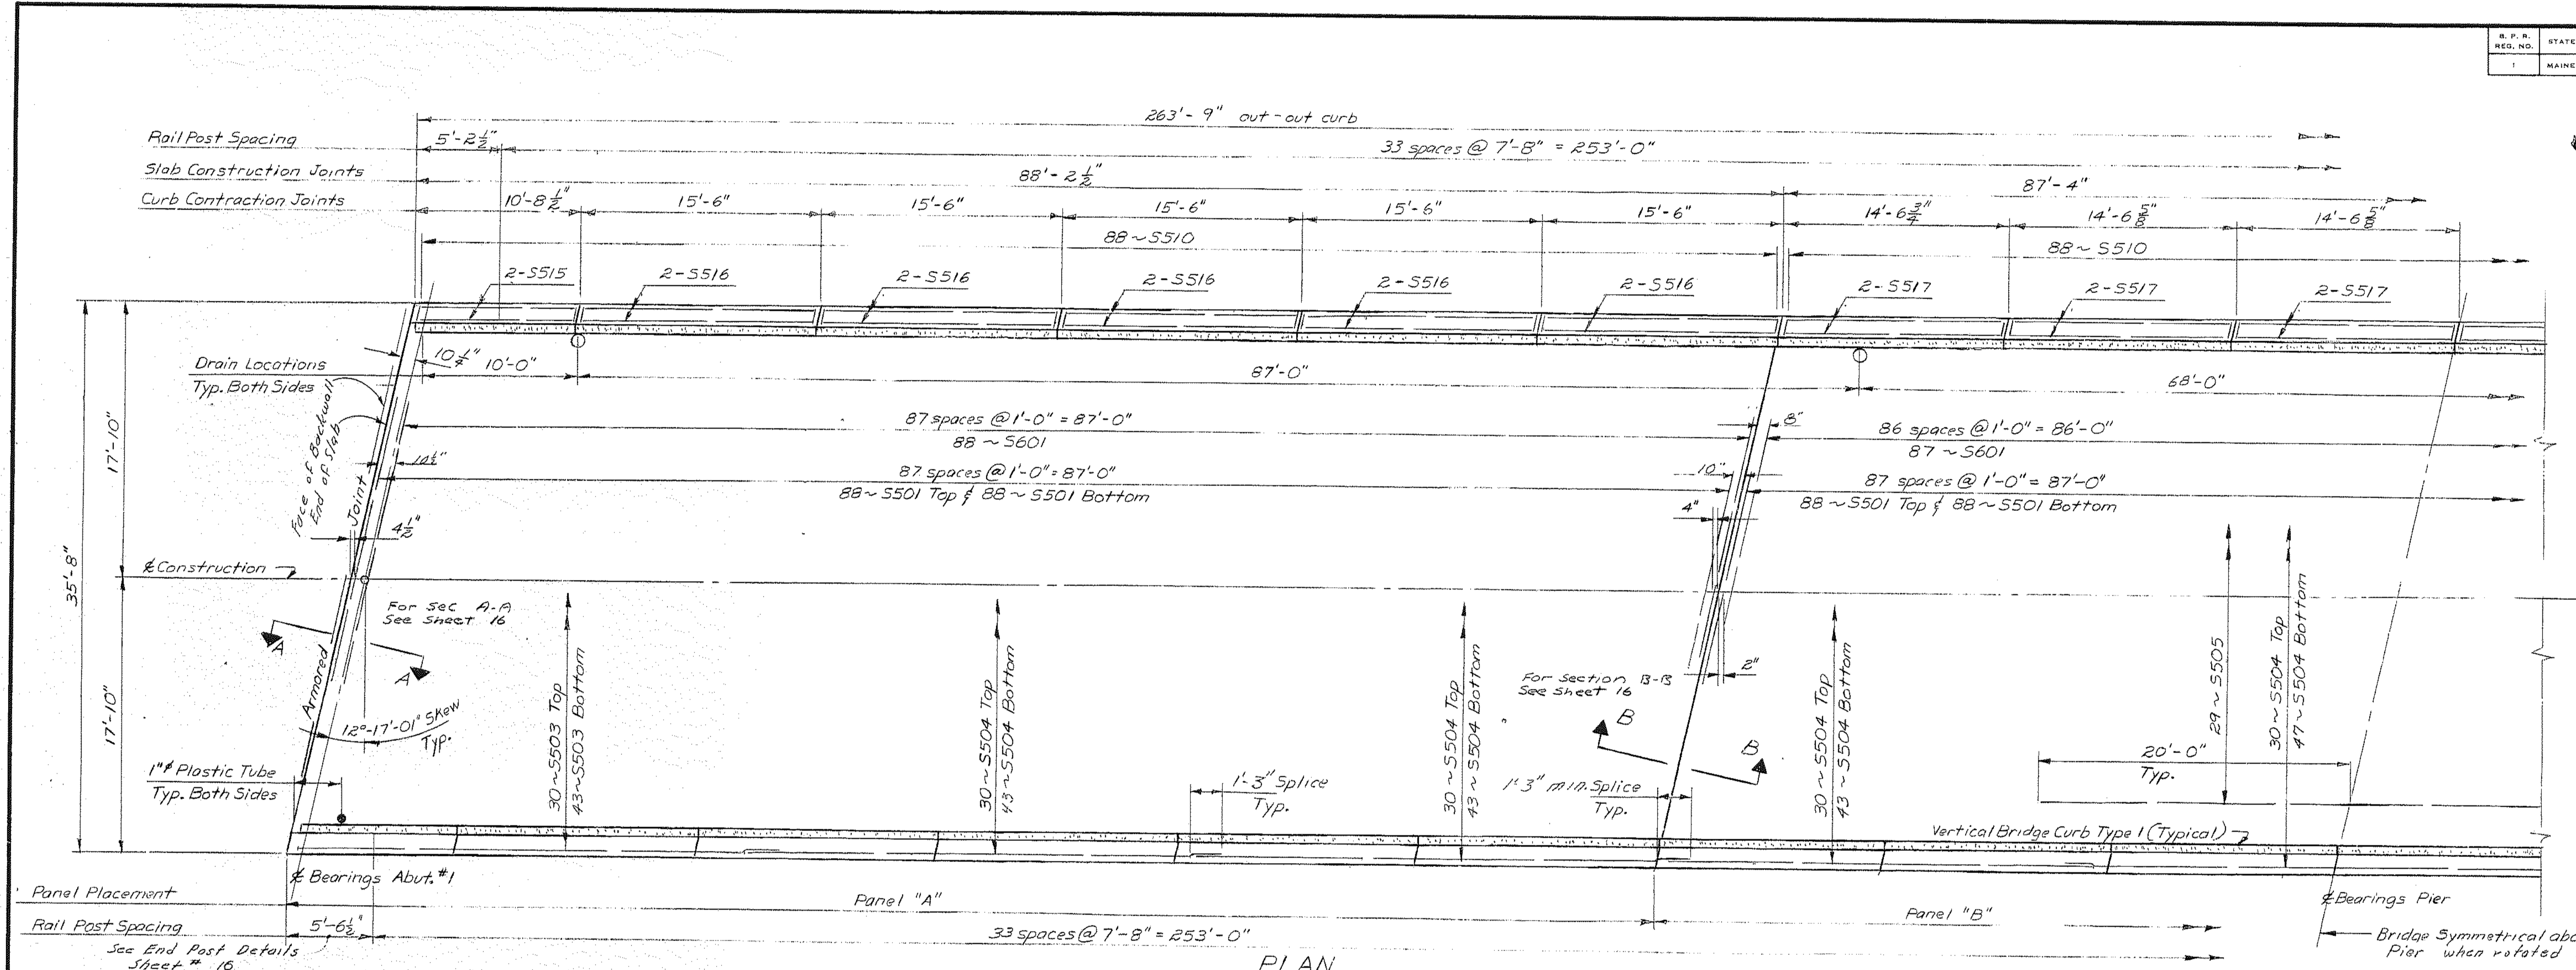 B. P. R.
REG. NO.
STATE
1
MAINE
263'- 9" out-out curb
Rail Post Spacing
5'-2½"
33 spaces @ 7'-8" = 253'-0"
Slab Construction Joints
88'-2½"
87'-4"
Curb Contraction Joints
10'-8½"
15'-6"
15'-6"
15'-6"
15'-6"
15'-6"
14'-6¾"
14'-6⅝"
14'-6⅝"
88~S510
88~S510
2-S515
2-S516
2-S516
2-S516
2-S516
2-S516
2-S517
2-S517
2-S517
Drain Locations
Typ. Both Sides
10¼"
10'-0"
87'-0"
68'-0"
Face of Backwall
End of Slab
Armored Joint
87 spaces @ 1'-0" = 87'-0"
88~S601
8"
86 spaces @ 1'-0" = 86'-0"
87~S601
10½"
87 spaces @ 1'-0" = 87'-0"
88~S501 Top & 88~S501 Bottom
10"
87 spaces @ 1'-0" = 87'-0"
88~S501 Top & 88~S501 Bottom
4½"
4"
17'-10"
35'-8"
17'-10"
℄ Construction
For Sec A-A
See Sheet 16
A
A
12°-17'-01" Skew
Typ.
1"ø Plastic Tube
Typ. Both Sides
30~S503 Top
43~S503 Bottom
30~S504 Top
43~S504 Bottom
30~S504 Top
43~S504 Bottom
For Section B-B
See Sheet 16
2"
B
B
30~S504 Top
43~S504 Bottom
29~S505
30~S504 Top
47~S504 Bottom
20'-0"
Typ.
1'-3" Splice
Typ.
1'-3" min. Splice
Typ.
Vertical Bridge Curb Type 1 (Typical)
℄ Bearings Abut. #1
℄ Bearings Pier
Panel Placement
Panel "A"
Panel "B"
Rail Post Spacing
5'-6½"
33 spaces @ 7'-8" = 253'-0"
See End Post Details
Sheet # 16
Bridge Symmetrical
Pier when rotated
PLAN